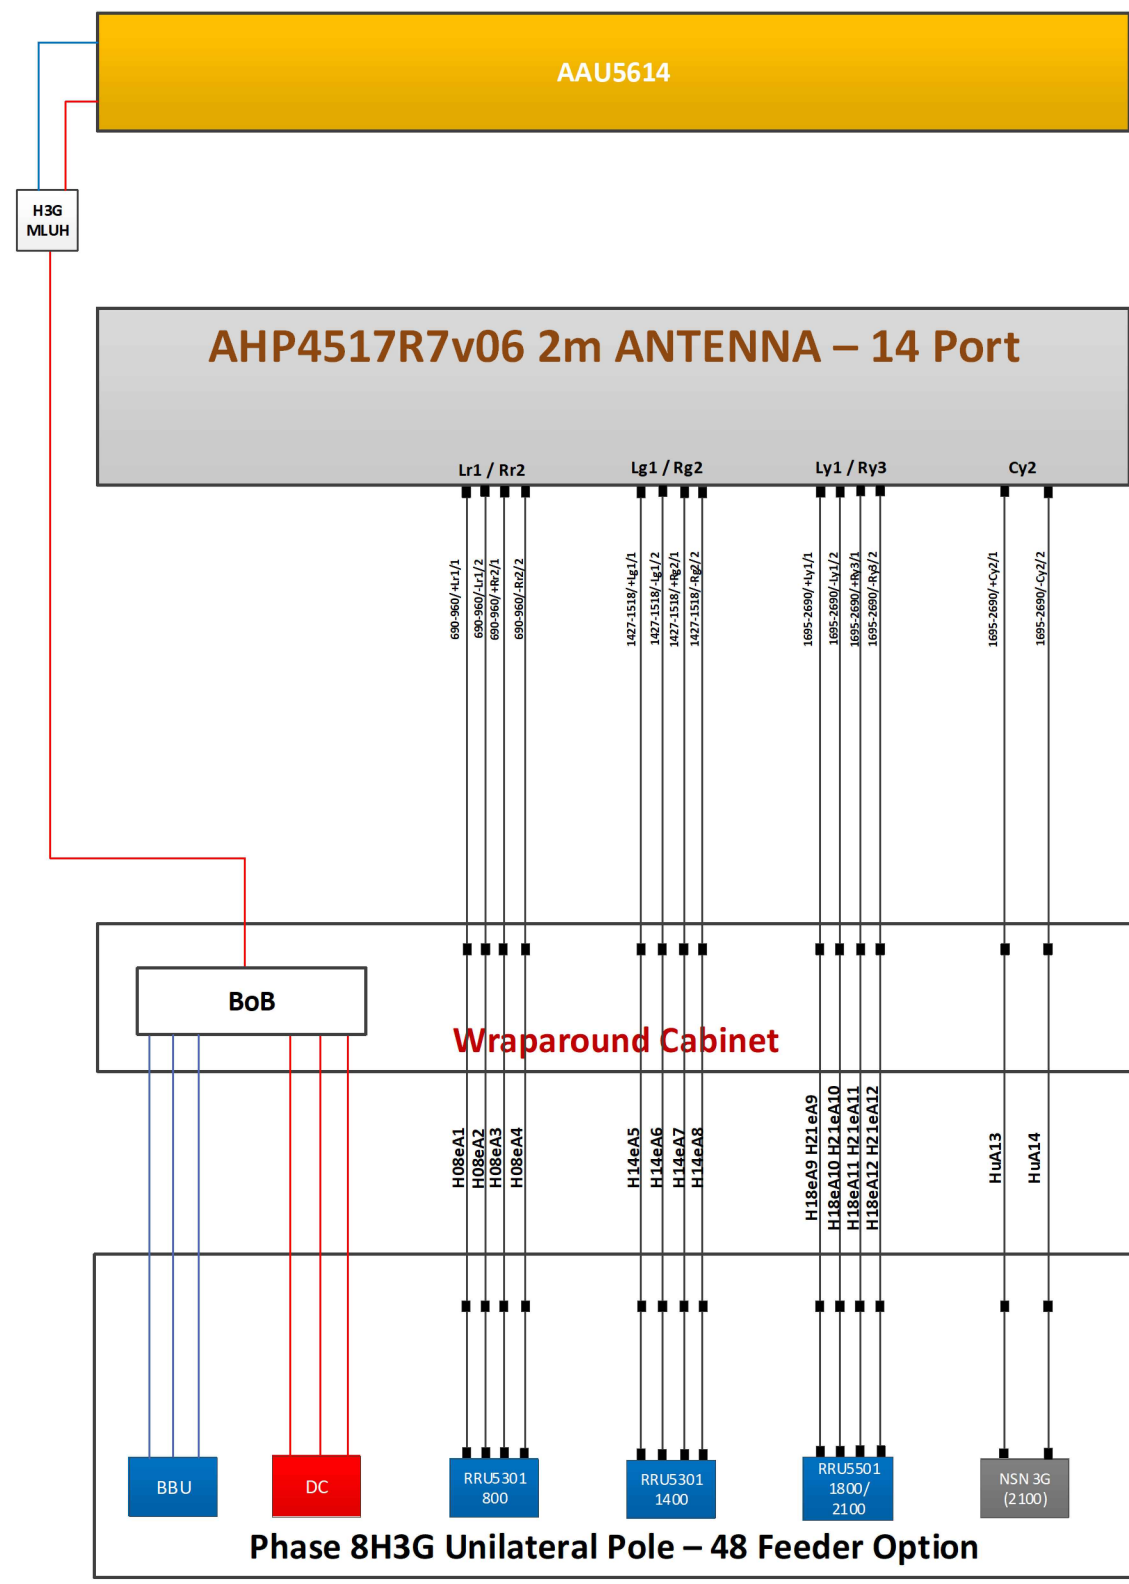 AAU5614
H3G
MLUH
AHP4517R7v06 2m ANTENNA – 14 Port
Lr1 / Rr2
Lg1 / Rg2
Ly1 / Ry3
Cy2
690-960/+Lr1/1
690-960/-Lr1/2
690-960/+Rr2/1
690-960/-Rr2/2
1427-1518/+Lg1/1
1427-1518/-Lg1/2
1427-1518/+Rg2/1
1427-1518/-Rg2/2
1695-2690/+Ly1/1
1695-2690/-Ly1/2
1695-2690/+Ry3/1
1695-2690/-Ry3/2
1695-2690/+Cy2/1
1695-2690/-Cy2/2
BoB
Wraparound Cabinet
H08eA1
H08eA2
H08eA3
H08eA4
H14eA5
H14eA6
H14eA7
H14eA8
H18eA9 H21eA9
H18eA10 H21eA10
H18eA11 H21eA11
H18eA12 H21eA12
HuA13
HuA14
BBU
DC
RRU5301
800
RRU5301
1400
RRU5501
1800/
2100
NSN 3G
(2100)
Phase 8H3G Unilateral Pole – 48 Feeder Option